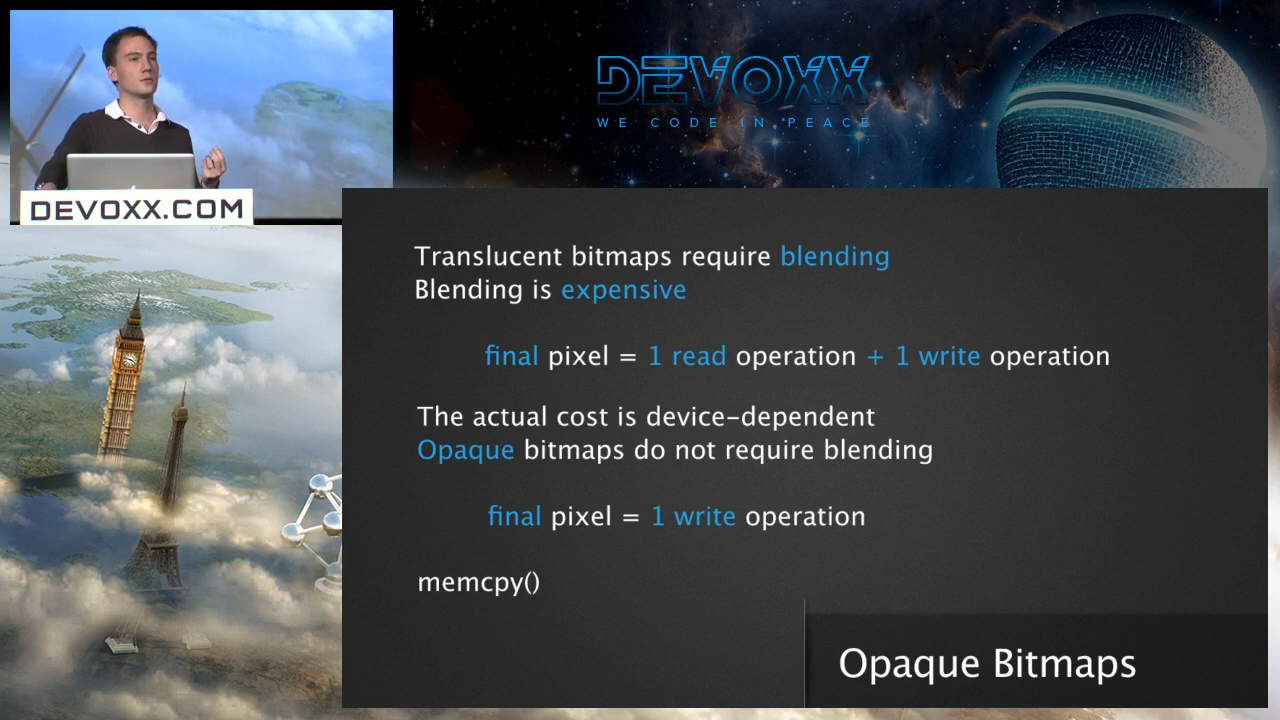 DEVOXX
WE CODE IN PEACE
DEVOXX.COM
Translucent bitmaps require blending
Blending is expensive
final pixel = 1 read operation + 1 write operation
The actual cost is device-dependent
Opaque bitmaps do not require blending
final pixel = 1 write operation
memcpy()
Opaque Bitmaps